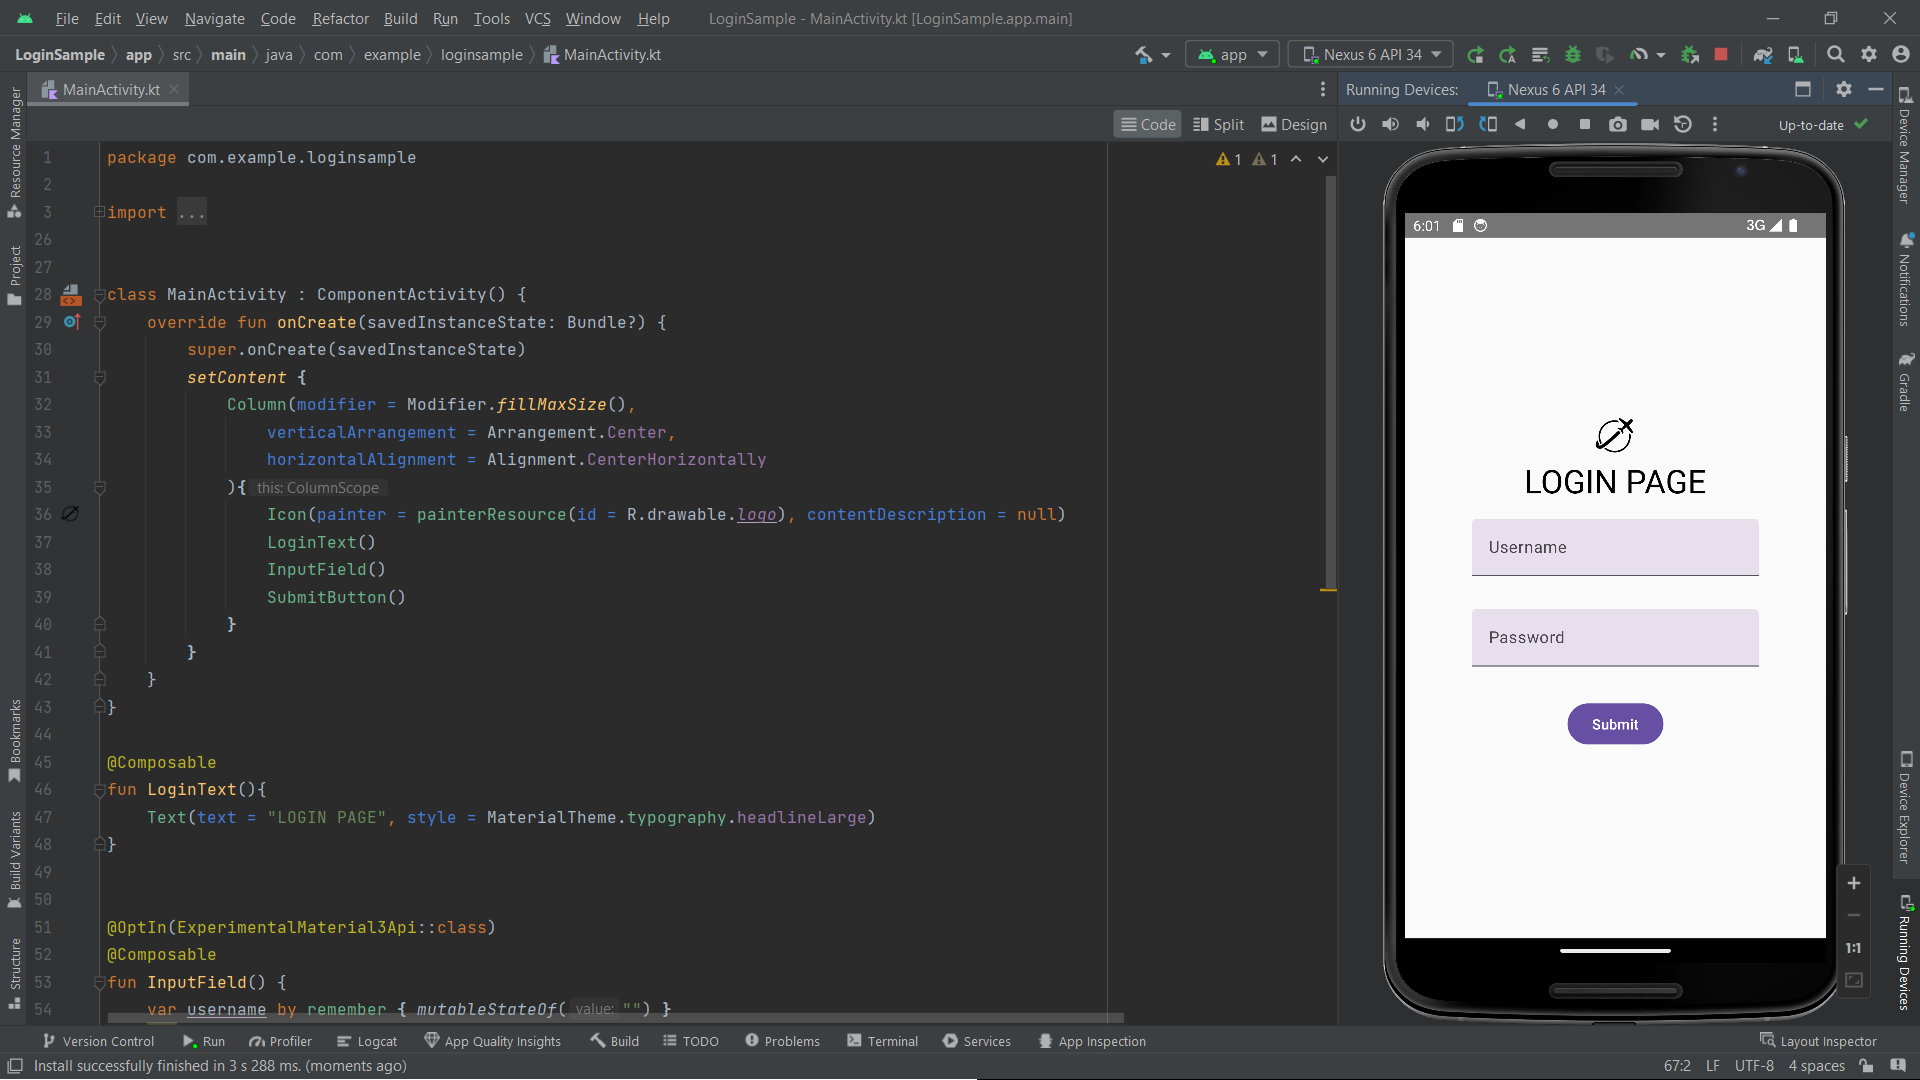 File Edit View Navigate Code Refactor Build Run Tools VCS Window Help LoginSample - MainActivity.kt [LoginSample.app.main]
LoginSample app src main java com example loginsample MainActivity.kt app Nexus 6 API 34
MainActivity.kt Running Devices: Nexus 6 API 34
Code Split Design Up-to-date
1 package com.example.loginsample 1 1
2
3 import ...
26
27
28 class MainActivity : ComponentActivity() {
29 override fun onCreate(savedInstanceState: Bundle?) {
30 super.onCreate(savedInstanceState)
31 setContent {
32 Column(modifier = Modifier.fillMaxSize(),
33 verticalArrangement = Arrangement.Center,
34 horizontalAlignment = Alignment.CenterHorizontally
35 ){ this: ColumnScope
36 Icon(painter = painterResource(id = R.drawable.logo), contentDescription = null)
37 LoginText()
38 InputField()
39 SubmitButton()
40 }
41 }
42 }
43 }
44
45 @Composable
46 fun LoginText(){
47 Text(text = "LOGIN PAGE", style = MaterialTheme.typography.headlineLarge)
48 }
49
50
51 @OptIn(ExperimentalMaterial3Api::class)
52 @Composable
53 fun InputField() {
54 var username by remember { mutableStateOf( value: "") }
6:01 3G
LOGIN PAGE
Username
Password
Submit
1:1
Resource Manager
Project
Bookmarks
Build Variants
Structure
Device Manager
Notifications
Gradle
Device Explorer
Running Devices
Version Control Run Profiler Logcat App Quality Insights Build TODO Problems Terminal Services App Inspection Layout Inspector
Install successfully finished in 3 s 288 ms. (moments ago) 67:2 LF UTF-8 4 spaces